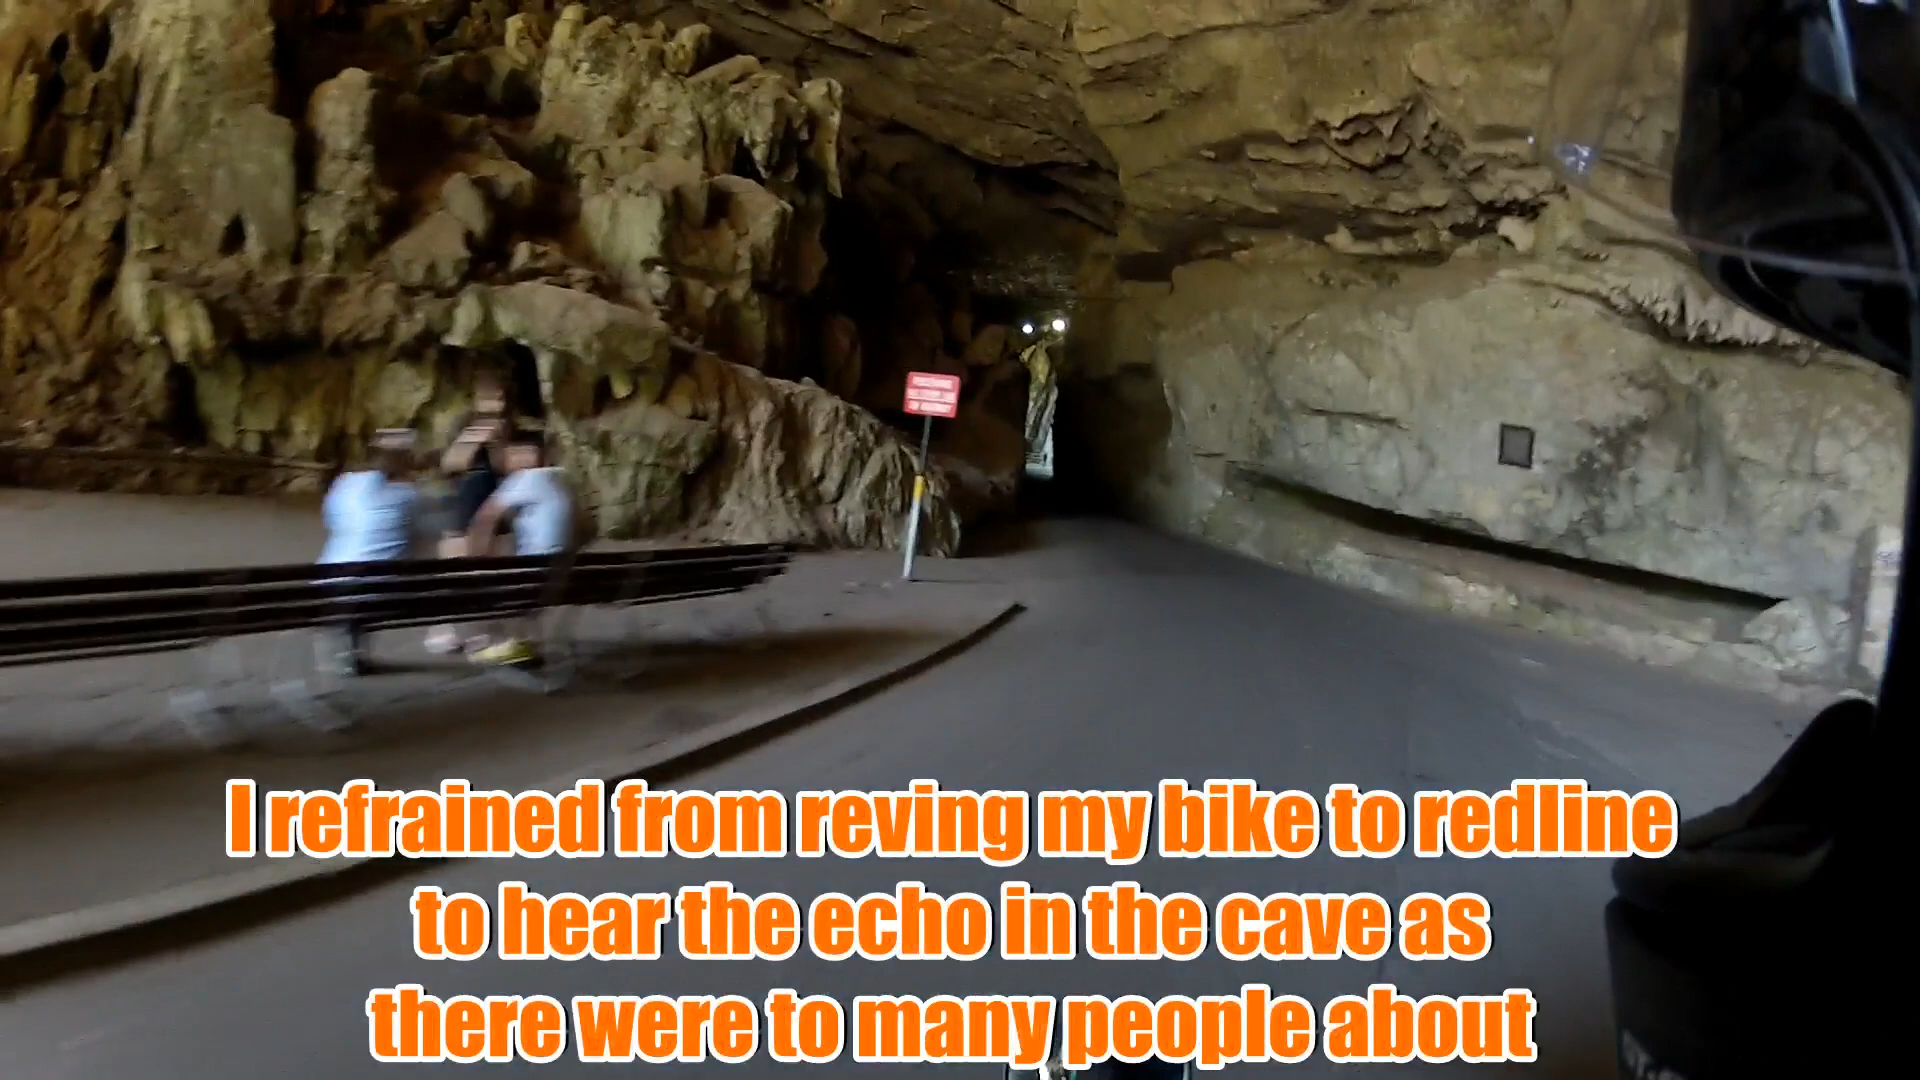 I refrained from reving my bike to redline
to hear the echo in the cave as
there were to many people about